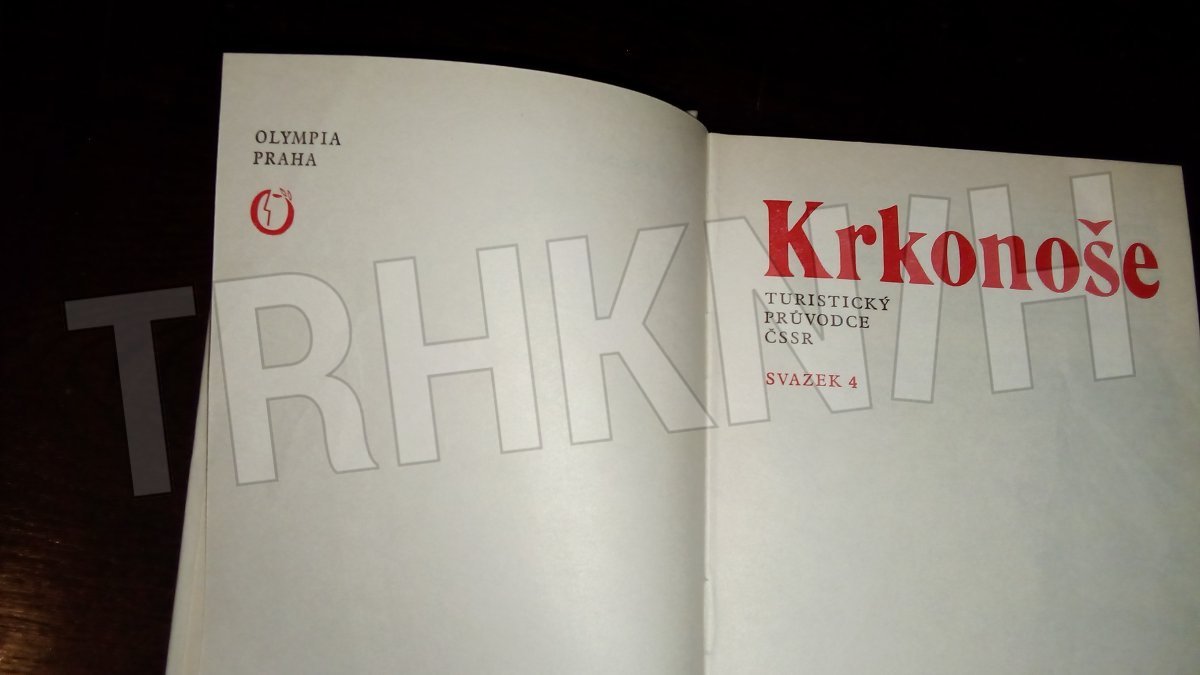 OLYMPIA
PRAHA
Krkonoše
TURISTICKÝ
PRŮVODCE
ČSSR
SVAZEK 4
TRHKNIH